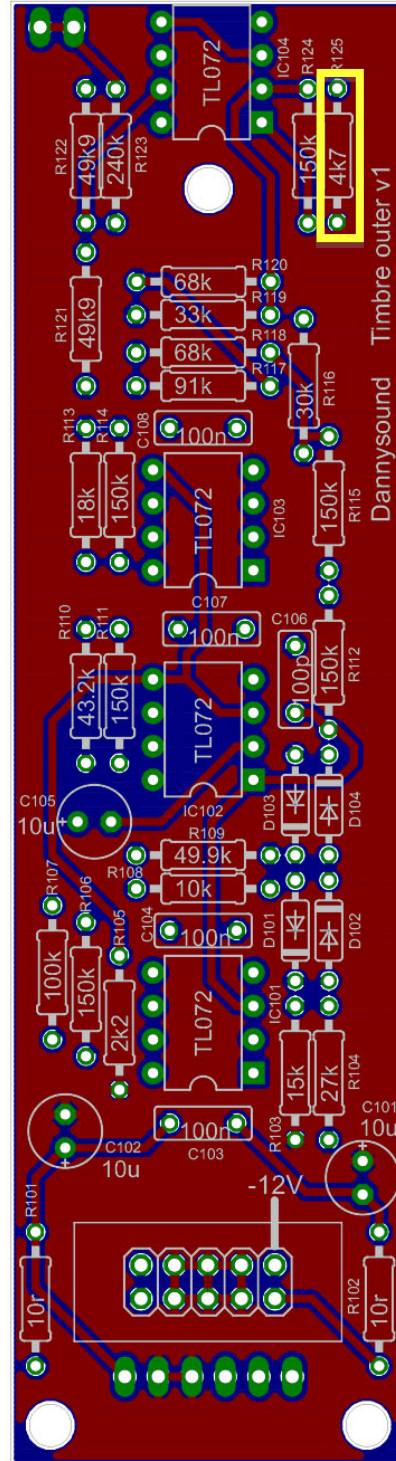 TL072
IC104
R124
R125
R122
49k9
240k
R123
150k
4k7
Timbre outer v1
Dannysound
R121
49k9
68k
R120
33k
R119
68k
R118
91k
R117
R116
30k
R113
R114
C108
100n
18k
150k
TL072
IC103
150k
R115
R110
R111
C107
100n
C106
100p
R112
150k
43.2k
150k
TL072
IC102
C105
10u
+
D103
D104
R109
49.9k
R108
10k
R107
R106
R105
C104
100n
D101
D102
100k
150k
2k2
TL072
IC101
15k
27k
R104
R103
C102
10u
+
100n
C103
C101
10u
+
-12V
R101
10r
R102
10r